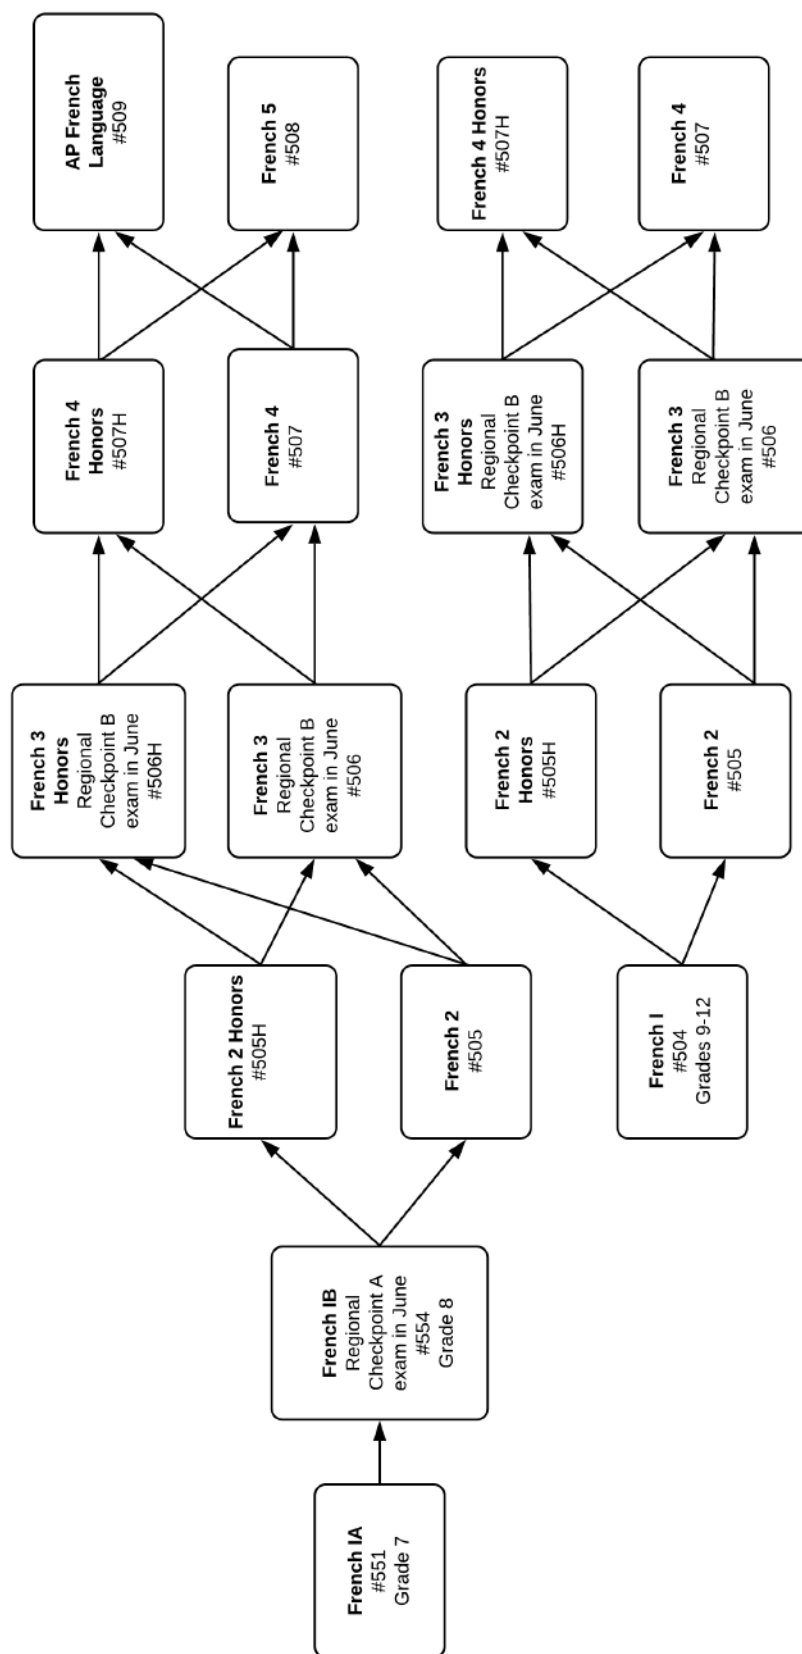 French IA
#551
Grade 7
French IB
Regional
Checkpoint A
exam in June
#554
Grade 8
French 2 Honors
#505H
French 2
#505
French I
#504
Grades 9-12
French 3
Honors
Regional
Checkpoint B
exam in June
#506H
French 3
Regional
Checkpoint B
exam in June
#506
French 2
Honors
#505H
French 2
#505
French 4
Honors
#507H
French 4
#507
French 3
Honors
Regional
Checkpoint B
exam in June
#506H
French 3
Regional
Checkpoint B
exam in June
#506
AP French
Language
#509
French 5
#508
French 4 Honors
#507H
French 4
#507